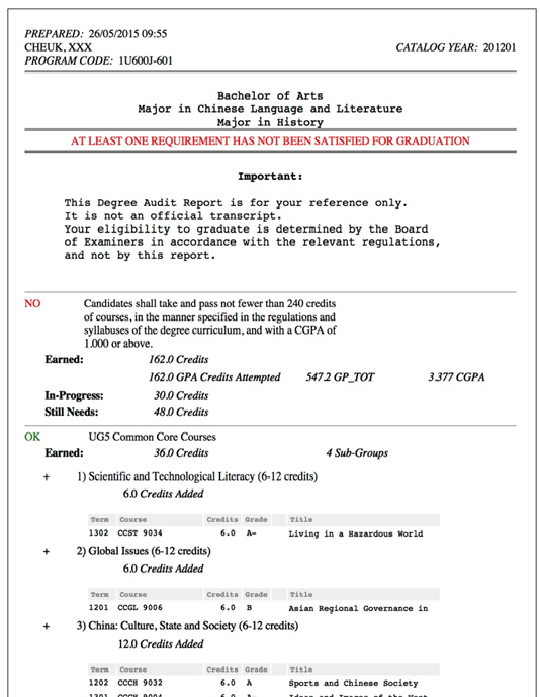 PREPARED: 26/05/2015 09:55
CHEUK, XXX CATALOG YEAR: 201201
PROGRAM CODE: 1U600J-601
Bachelor of Arts
Major in Chinese Language and Literature
Major in History
AT LEAST ONE REQUIREMENT HAS NOT BEEN SATISFIED FOR GRADUATION
Important:
This Degree Audit Report is for your reference only.
It is not an official transcript.
Your eligibility to graduate is determined by the Board
of Examiners in accordance with the relevant regulations,
and not by this report.
NO Candidates shall take and pass not fewer than 240 credits
of courses, in the manner specified in the regulations and
syllabuses of the degree curriculum, and with a CGPA of
1.000 or above.
Earned: 162.0 Credits
162.0 GPA Credits Attempted 547.2 GP_TOT 3.377 CGPA
In-Progress: 30.0 Credits
Still Needs: 48.0 Credits
OK UG5 Common Core Courses
Earned: 36.0 Credits 4 Sub-Groups
+ 1) Scientific and Technological Literacy (6-12 credits)
6.0 Credits Added
Term Course Credits Grade Title
1302 CCST 9034 6.0 A- Living in a Hazardous World
+ 2) Global Issues (6-12 credits)
6.0 Credits Added
Term Course Credits Grade Title
1201 CCGL 9006 6.0 B Asian Regional Governance in
+ 3) China: Culture, State and Society (6-12 credits)
12.0 Credits Added
Term Course Credits Grade Title
1202 CCCH 9032 6.0 A Sports and Chinese Society